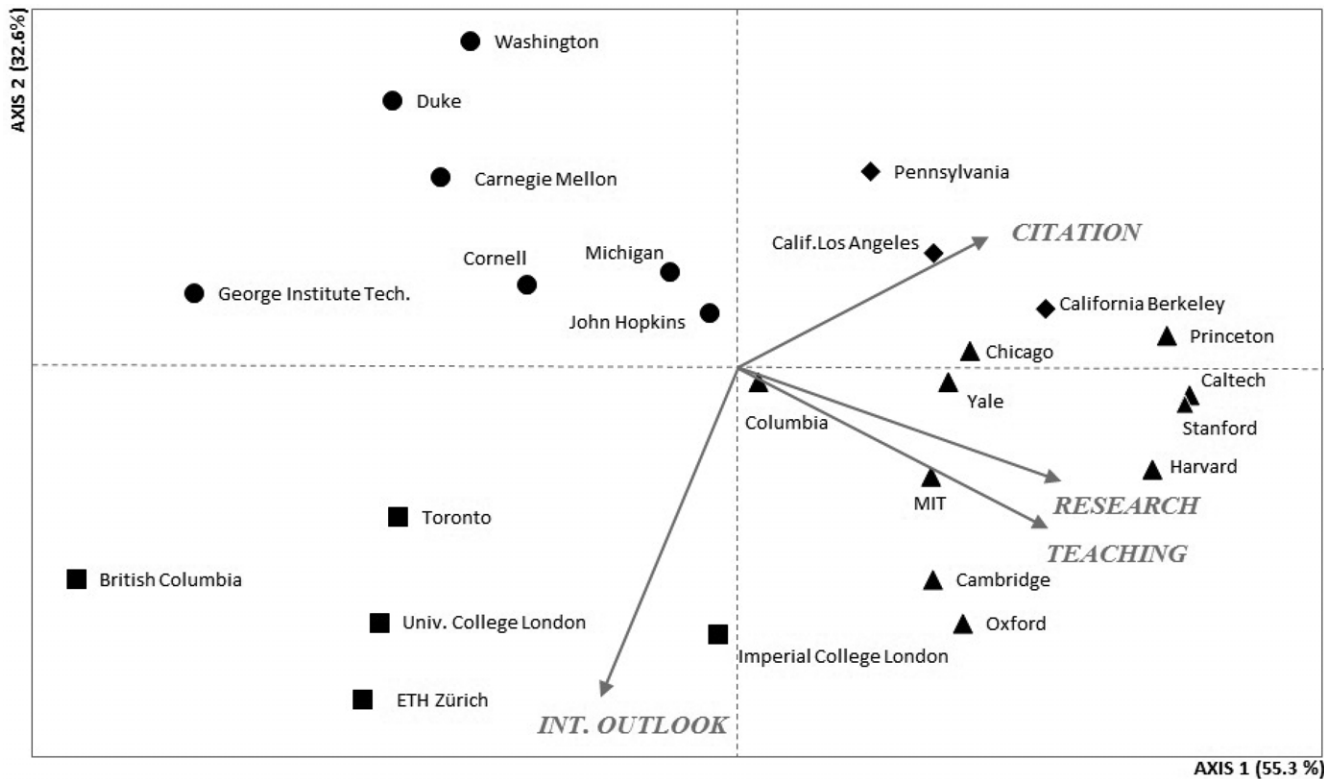 AXIS 2 (32.6%)
Washington
Duke
Carnegie Mellon
Pennsylvania
CITATION
Calif.Los Angeles
Michigan
Cornell
George Institute Tech.
John Hopkins
California Berkeley
Princeton
Chicago
Caltech
Yale
Columbia
Stanford
Harvard
MIT
RESEARCH
Toronto
TEACHING
British Columbia
Cambridge
Univ. College London
Oxford
Imperial College London
ETH Zürich
INT. OUTLOOK
AXIS 1 (55.3 %)